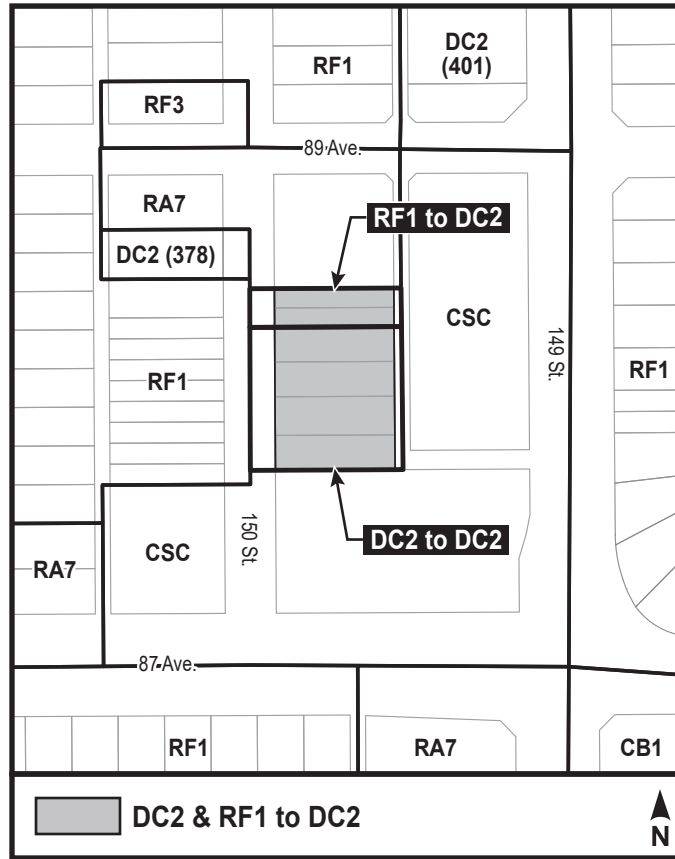 DC2
(401)
RF1
RF3
89 Ave.
RA7
RF1 to DC2
DC2 (378)
CSC
149 St.
RF1
RF1
DC2 to DC2
150 St.
CSC
RA7
87 Ave.
RF1
RA7
CB1
DC2 & RF1 to DC2
N